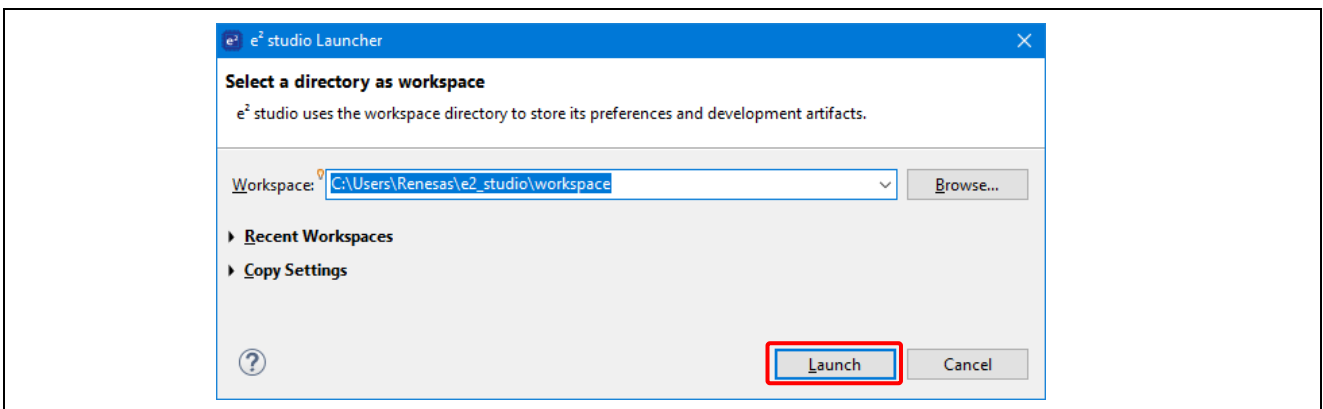 e² e² studio Launcher
Select a directory as workspace
e² studio uses the workspace directory to store its preferences and development artifacts.
Workspace: C:\Users\Renesas\e2_studio\workspace Browse...
Recent Workspaces
Copy Settings
? Launch Cancel